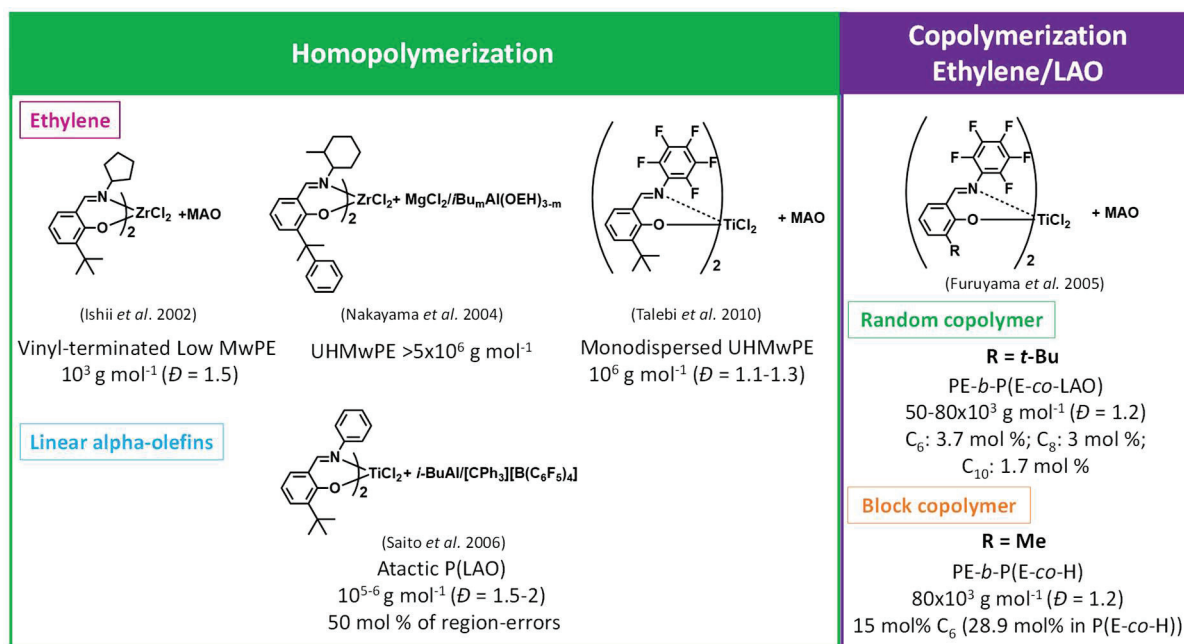 Homopolymerization
Copolymerization
Ethylene/LAO
Ethylene
N
O
2
ZrCl2 +MAO
(Ishii et al. 2002)
Vinyl-terminated Low MwPE
10³ g mol⁻¹ (Đ = 1.5)
N
O
2
ZrCl2+ MgCl2/iBumAl(OEH)3-m
(Nakayama et al. 2004)
UHMwPE >5x10⁶ g mol⁻¹
F
F
F
F
F
N
O
TiCl2
2
+ MAO
(Talebi et al. 2010)
Monodispersed UHMwPE
10⁶ g mol⁻¹ (Đ = 1.1-1.3)
Linear alpha-olefins
N
O
2
TiCl2+ i-BuAl/[CPh3][B(C6F5)4]
(Saito et al. 2006)
Atactic P(LAO)
10⁵⁻⁶ g mol⁻¹ (Đ = 1.5-2)
50 mol % of region-errors
F
F
F
F
F
N
O
R
TiCl2
2
+ MAO
(Furuyama et al. 2005)
Random copolymer
R = t-Bu
PE-b-P(E-co-LAO)
50-80x10³ g mol⁻¹ (Đ = 1.2)
C6: 3.7 mol %; C8: 3 mol %;
C10: 1.7 mol %
Block copolymer
R = Me
PE-b-P(E-co-H)
80x10³ g mol⁻¹ (Đ = 1.2)
15 mol% C6 (28.9 mol% in P(E-co-H))